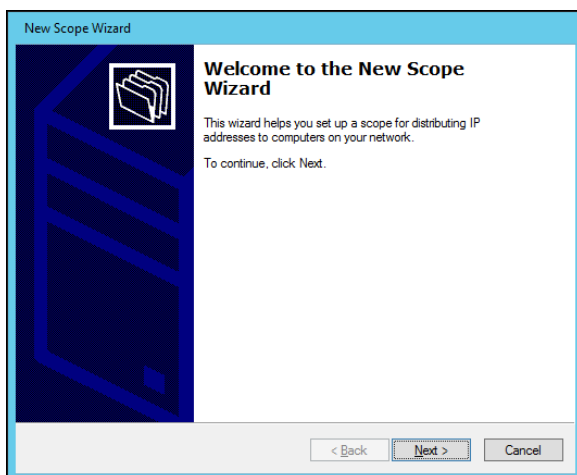 New Scope Wizard
Welcome to the New Scope
Wizard
This wizard helps you set up a scope for distributing IP
addresses to computers on your network.
To continue, click Next.
< Back
Next >
Cancel